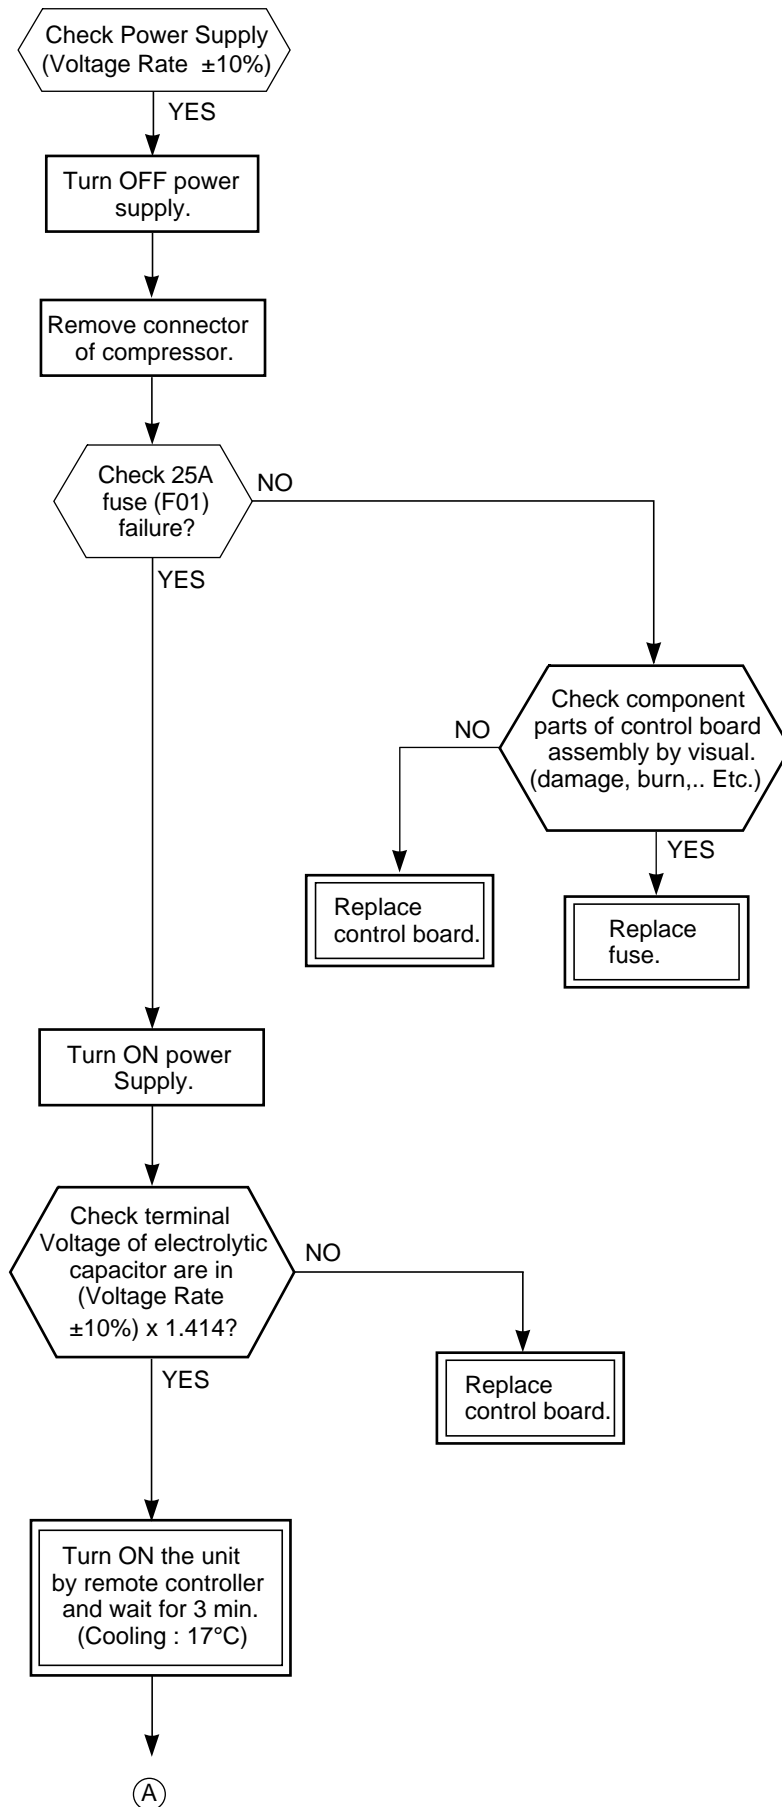 Check Power Supply
(Voltage Rate ±10%)
YES
Turn OFF power
supply.
Remove connector
of compressor.
Check 25A
fuse (F01)
failure?
NO
YES
Check component
parts of control board
assembly by visual.
(damage, burn,.. Etc.)
NO
YES
Replace
control board.
Replace
fuse.
Turn ON power
Supply.
Check terminal
Voltage of electrolytic
capacitor are in
(Voltage Rate
±10%) x 1.414?
NO
YES
Replace
control board.
Turn ON the unit
by remote controller
and wait for 3 min.
(Cooling : 17°C)
A